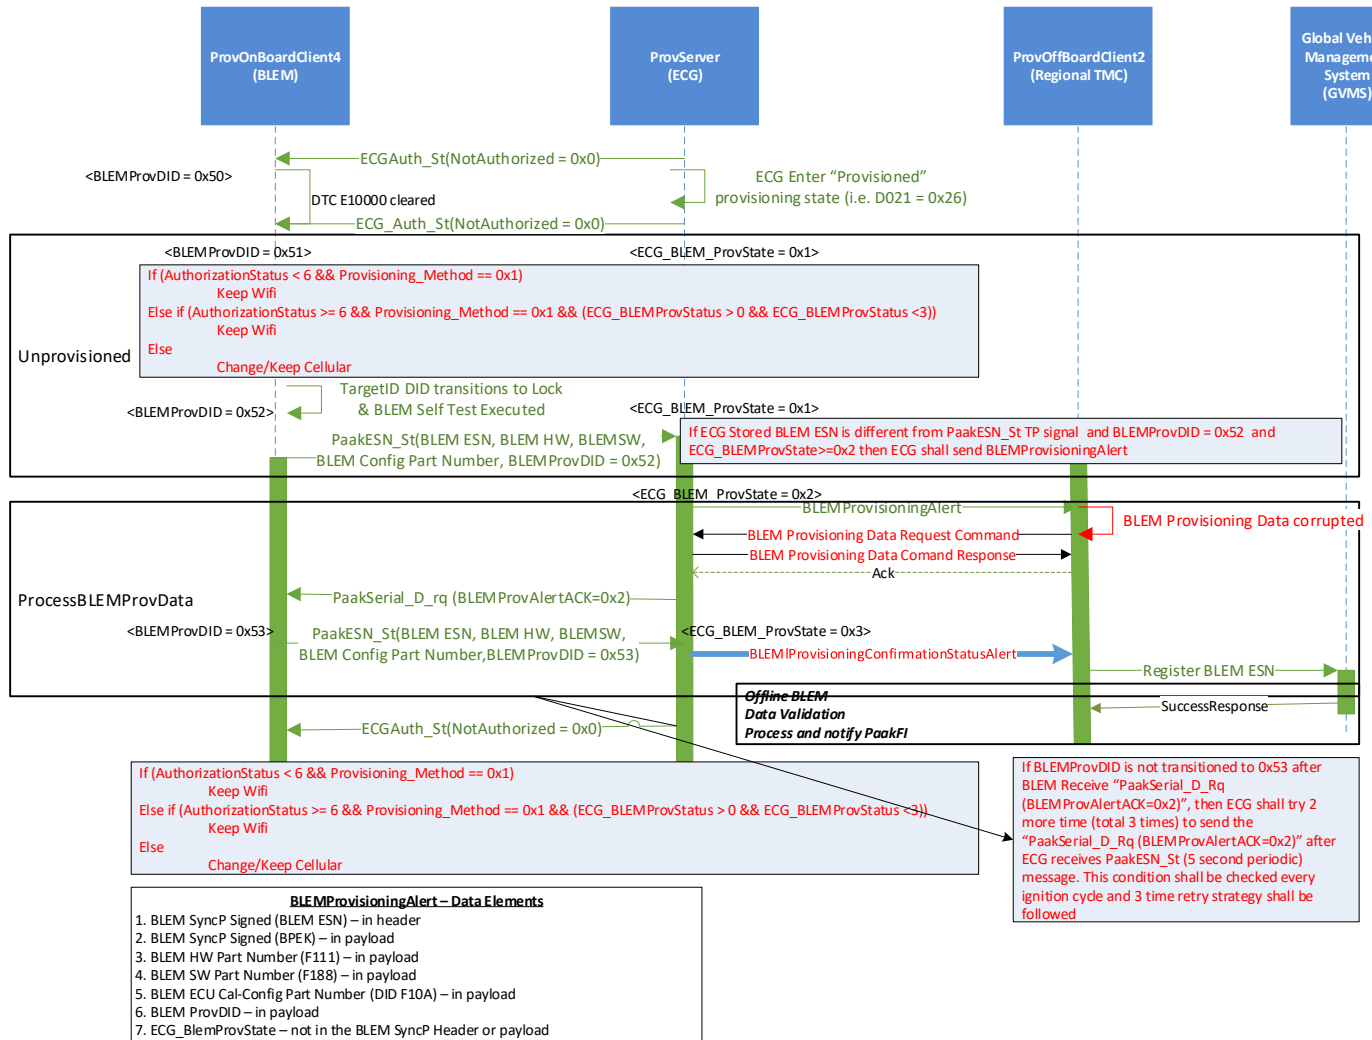 ProvOnBoardClient4
(BLEM)
ProvServer
(ECG)
ProvOffBoardClient2
(Regional TMC)
Global Veh
Manageme
System
(GVMS)
ECGAuth_St(NotAuthorized = 0x0)
<BLEMProvDID = 0x50>
DTC E10000 cleared
ECG Enter “Provisioned”
provisioning state (i.e. D021 = 0x26)
ECG_Auth_St(NotAuthorized = 0x0)
<BLEMProvDID = 0x51>
<ECG_BLEM_ProvState = 0x1>
If (AuthorizationStatus < 6 && Provisioning_Method == 0x1)
Keep Wifi
Else if (AuthorizationStatus >= 6 && Provisioning_Method == 0x1 && (ECG_BLEMProvStatus > 0 && ECG_BLEMProvStatus <3))
Keep Wifi
Else
Change/Keep Cellular
Unprovisioned
TargetID DID transitions to Lock
& BLEM Self Test Executed
<BLEMProvDID = 0x52>
<ECG_BLEM_ProvState = 0x1>
PaakESN_St(BLEM ESN, BLEM HW, BLEMSW,
BLEM Config Part Number, BLEMProvDID = 0x52)
If ECG Stored BLEM ESN is different from PaakESN_St TP signal and BLEMProvDID = 0x52 and
ECG_BLEMProvState>=0x2 then ECG shall send BLEMProvisioningAlert
<ECG_BLEM_ProvState = 0x2>
BLEMProvisioningAlert
BLEM Provisioning Data corrupted
BLEM Provisioning Data Request Command
BLEM Provisioning Data Comand Response
Ack
ProcessBLEMProvData
PaakSerial_D_rq (BLEMProvAlertACK=0x2)
<BLEMProvDID = 0x53>
PaakESN_St(BLEM ESN, BLEM HW, BLEMSW,
BLEM Config Part Number,BLEMProvDID = 0x53)
<ECG_BLEM_ProvState = 0x3>
BLEMlProvisioningConfirmationStatusAlert
Register BLEM ESN
Offline BLEM
Data Validation
Process and notify PaakFI
SuccessResponse
ECGAuth_St(NotAuthorized = 0x0)
If (AuthorizationStatus < 6 && Provisioning_Method == 0x1)
Keep Wifi
Else if (AuthorizationStatus >= 6 && Provisioning_Method == 0x1 && (ECG_BLEMProvStatus > 0 && ECG_BLEMProvStatus <3))
Keep Wifi
Else
Change/Keep Cellular
If BLEMProvDID is not transitioned to 0x53 after
BLEM Receive “PaakSerial_D_Rq
(BLEMProvAlertACK=0x2)”, then ECG shall try 2
more time (total 3 times) to send the
“PaakSerial_D_Rq (BLEMProvAlertACK=0x2)” after
ECG receives PaakESN_St (5 second periodic)
message. This condition shall be checked every
ignition cycle and 3 time retry strategy shall be
followed
BLEMProvisioningAlert – Data Elements
1. BLEM SyncP Signed (BLEM ESN) – in header
2. BLEM SyncP Signed (BPEK) – in payload
3. BLEM HW Part Number (F111) – in payload
4. BLEM SW Part Number (F188) – in payload
5. BLEM ECU Cal-Config Part Number (DID F10A) – in payload
6. BLEM ProvDID – in payload
7. ECG_BlemProvState – not in the BLEM SyncP Header or payload